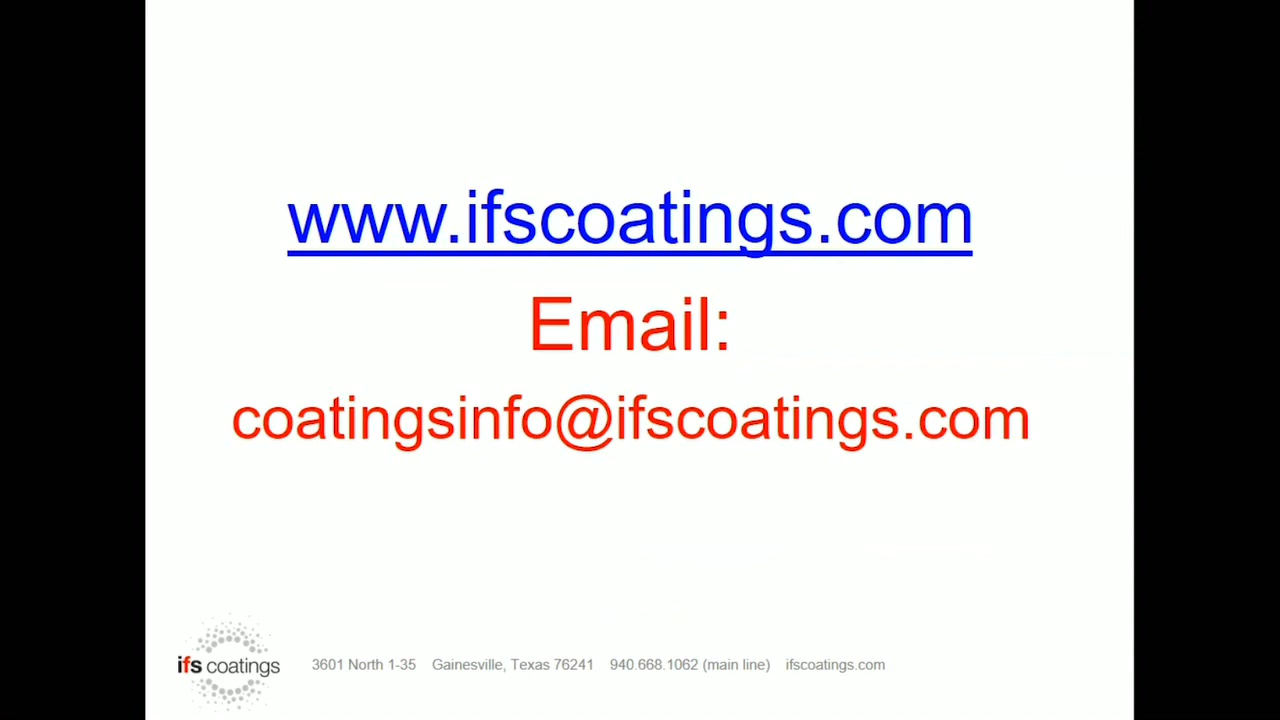 www.ifscoatings.com
Email:
coatingsinfo@ifscoatings.com
ifs coatings 3601 North 1-35 Gainesville, Texas 76241 940.668.1062 (main line) ifscoatings.com